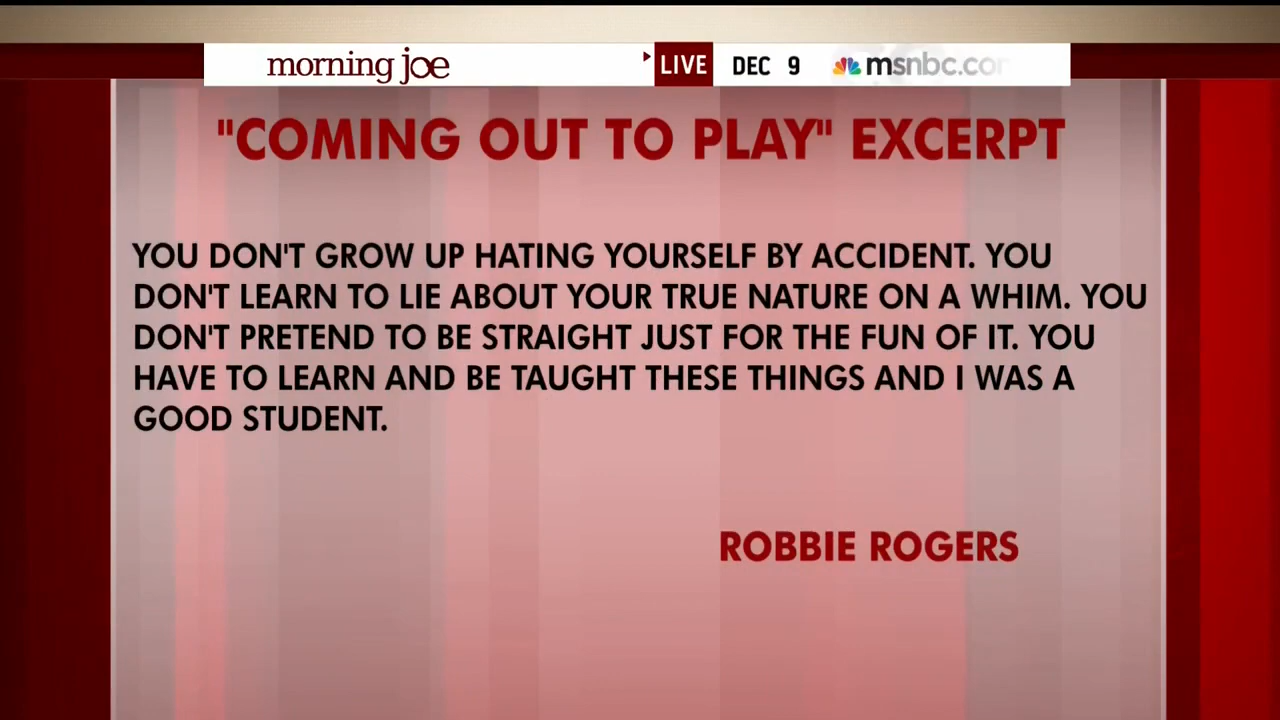 morning joe LIVE DEC 9 msnbc.com
"COMING OUT TO PLAY" EXCERPT
YOU DON'T GROW UP HATING YOURSELF BY ACCIDENT. YOU
DON'T LEARN TO LIE ABOUT YOUR TRUE NATURE ON A WHIM. YOU
DON'T PRETEND TO BE STRAIGHT JUST FOR THE FUN OF IT. YOU
HAVE TO LEARN AND BE TAUGHT THESE THINGS AND I WAS A
GOOD STUDENT.
ROBBIE ROGERS